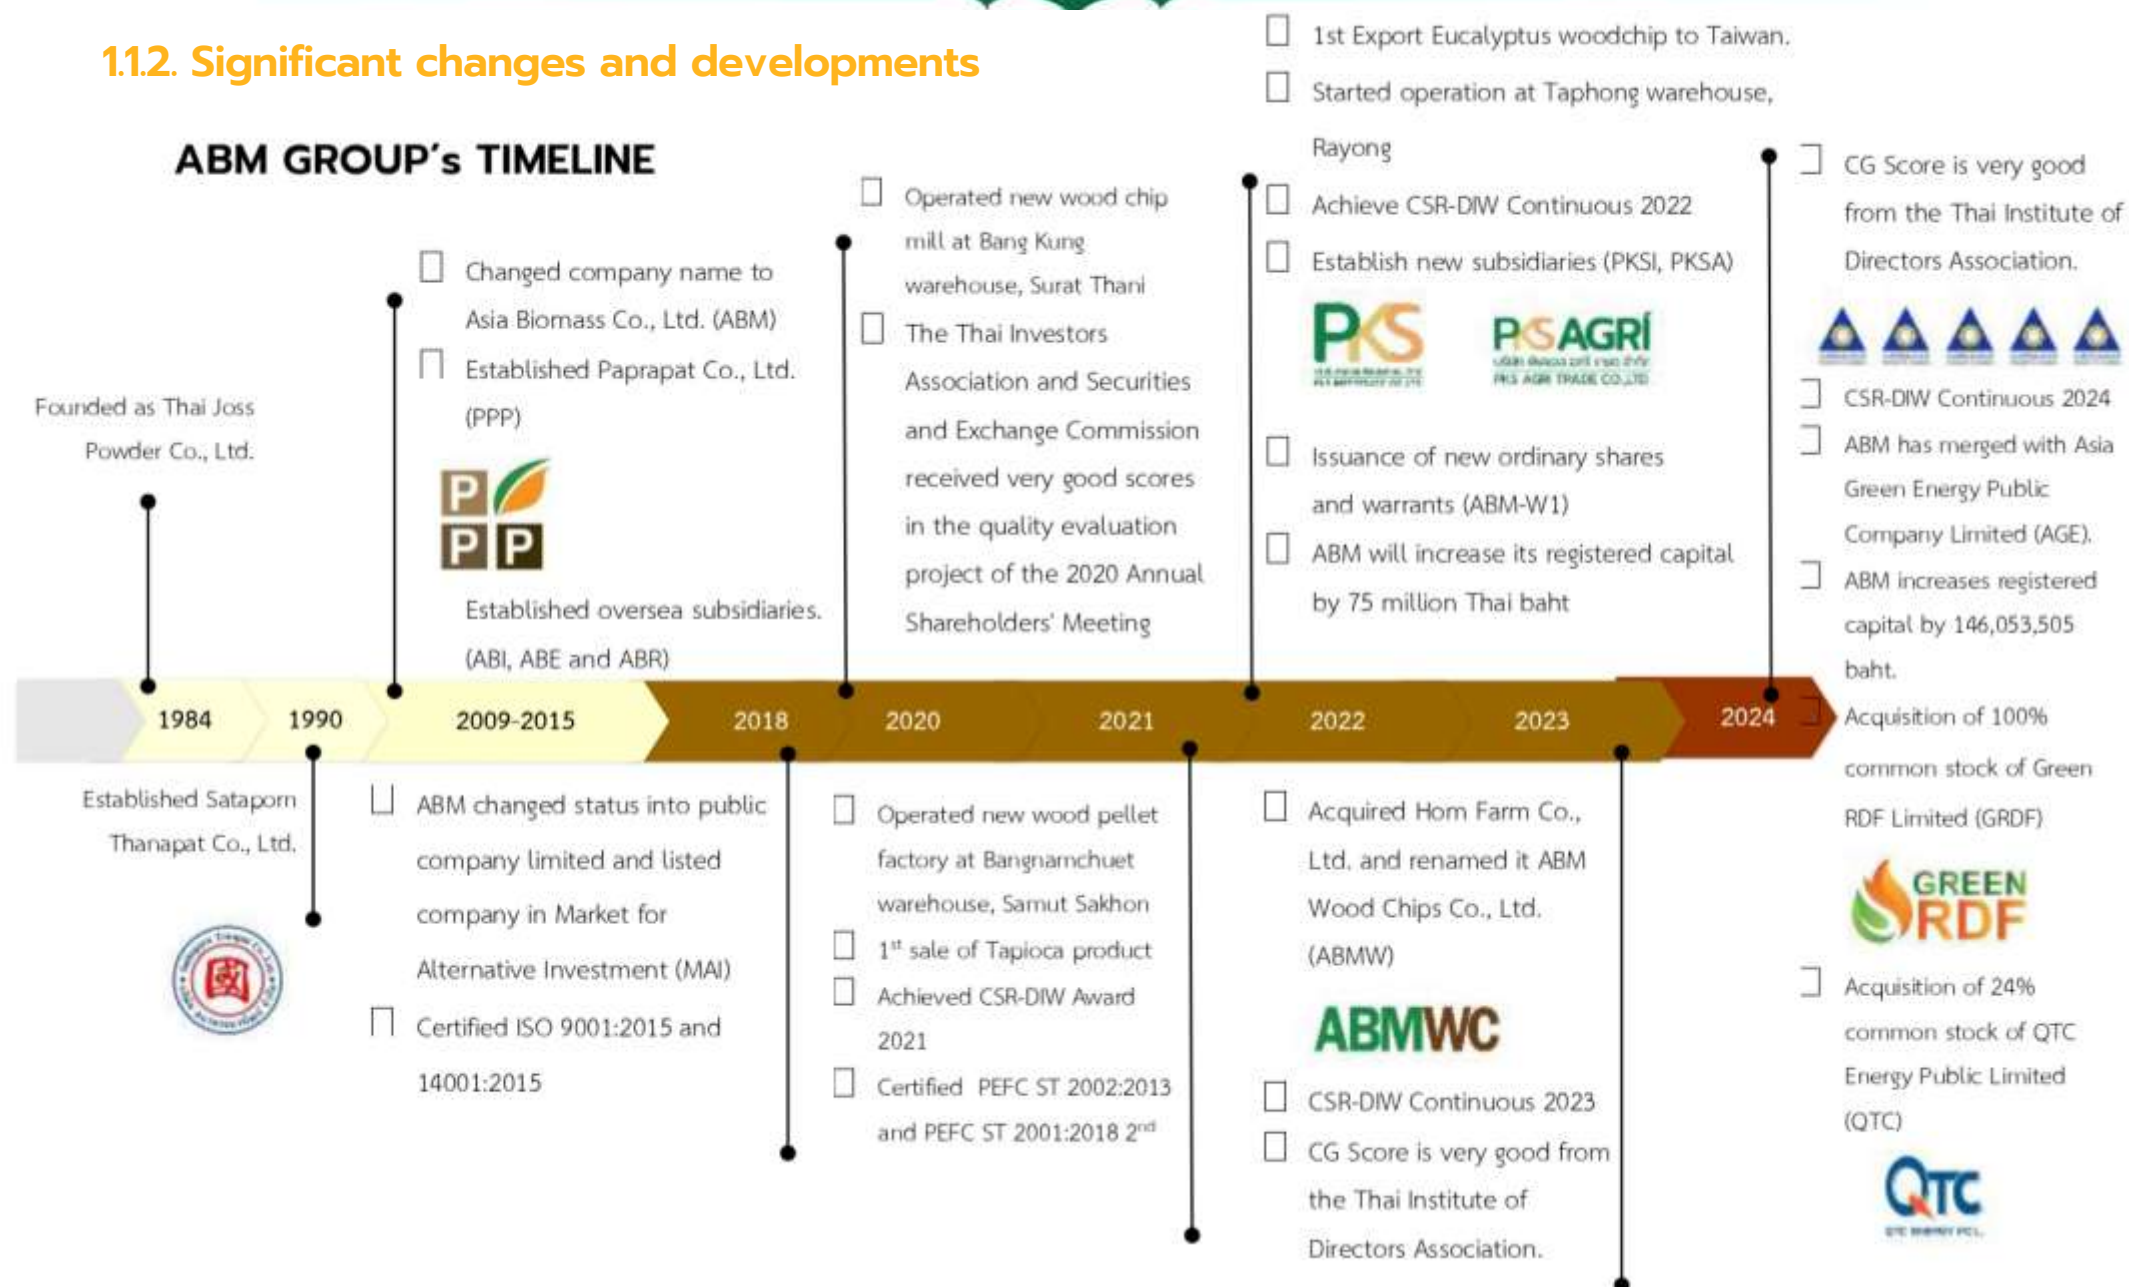 1.1.2. Significant changes and developments
ABM GROUP's TIMELINE
Founded as Thai Joss
Powder Co., Ltd.
Changed company name to
Asia Biomass Co., Ltd. (ABM)
Established Paprapat Co., Ltd.
(PPP)
P
P P
Established oversea subsidiaries.
(ABI, ABE and ABR)
Operated new wood chip
mill at Bang Kung
warehouse, Surat Thani
The Thai Investors
Association and Securities
and Exchange Commission
received very good scores
in the quality evaluation
project of the 2020 Annual
Shareholders' Meeting
1st Export Eucalyptus woodchip to Taiwan.
Started operation at Taphong warehouse,
Rayong
Achieve CSR-DIW Continuous 2022
Establish new subsidiaries (PKSI, PKSA)
PKS
PKSAGRI
PKS AGRI TRADE CO.,LTD
Issuance of new ordinary shares
and warrants (ABM-W1)
ABM will increase its registered capital
by 75 million Thai baht
CG Score is very good
from the Thai Institute of
Directors Association.
CSR-DIW Continuous 2024
ABM has merged with Asia
Green Energy Public
Company Limited (AGE).
ABM increases registered
capital by 146,053,505
baht.
Acquisition of 100%
common stock of Green
RDF Limited (GRDF)
GREEN
RDF
Acquisition of 24%
common stock of QTC
Energy Public Limited
(QTC)
QTC
QTC ENERGY PCL.
1984 1990 2009-2015 2018 2020 2021 2022 2023 2024
Established Sataporn
Thanapat Co., Ltd.
ABM changed status into public
company limited and listed
company in Market for
Alternative Investment (MAI)
Certified ISO 9001:2015 and
14001:2015
Operated new wood pellet
factory at Bangnamchuet
warehouse, Samut Sakhon
1st sale of Tapioca product
Achieved CSR-DIW Award
2021
Certified PEFC ST 2002:2013
and PEFC ST 2001:2018 2nd
Acquired Hom Farm Co.,
Ltd. and renamed it ABM
Wood Chips Co., Ltd.
(ABMW)
ABMWC
CSR-DIW Continuous 2023
CG Score is very good from
the Thai Institute of
Directors Association.